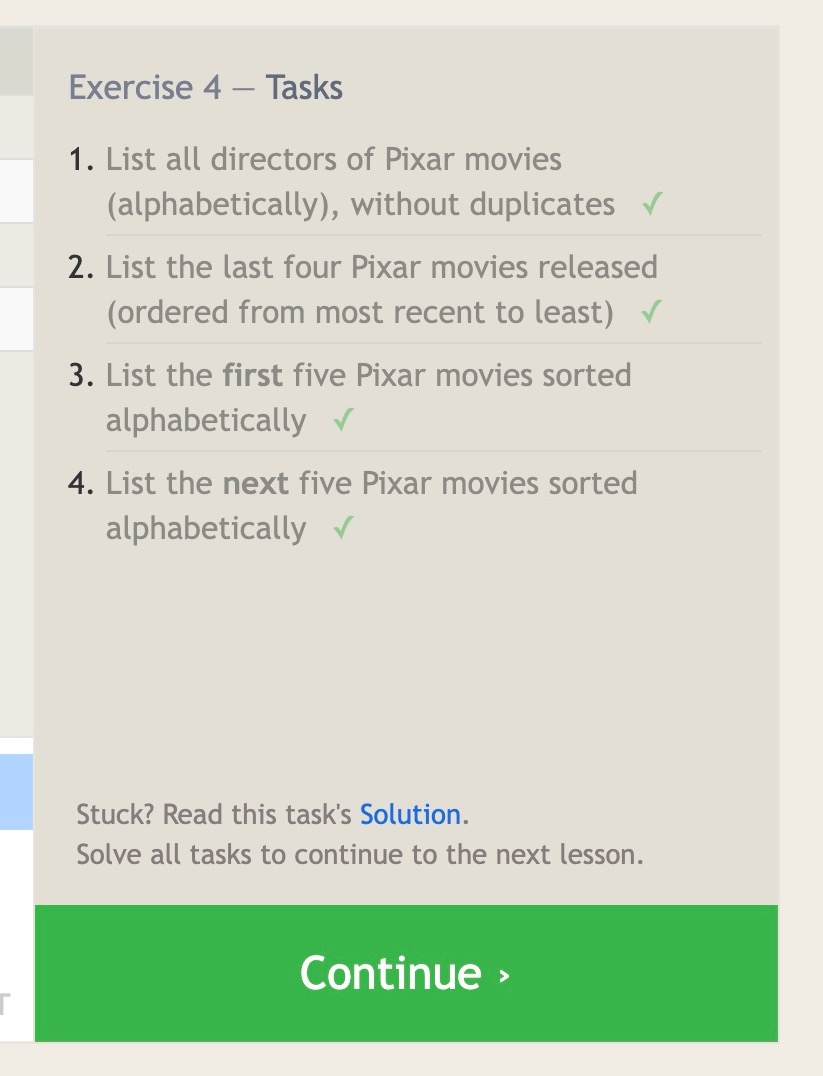 Exercise 4 — Tasks
1. List all directors of Pixar movies
(alphabetically), without duplicates ✓
2. List the last four Pixar movies released
(ordered from most recent to least) ✓
3. List the first five Pixar movies sorted
alphabetically ✓
4. List the next five Pixar movies sorted
alphabetically ✓
Stuck? Read this task's Solution.
Solve all tasks to continue to the next lesson.
Continue ›